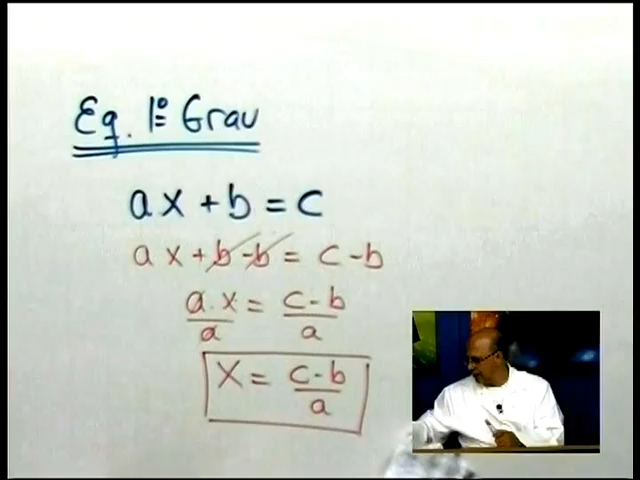 Eq. 1º Grau
ax + b = c
ax + b - b = c - b
a . x / a = c - b / a
x = c - b / a